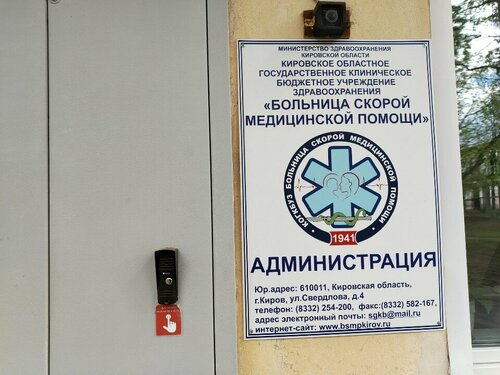 МИНИСТЕРСТВО ЗДРАВООХРАНЕНИЯ
КИРОВСКОЙ ОБЛАСТИ
КИРОВСКОЕ ОБЛАСТНОЕ
ГОСУДАРСТВЕННОЕ КЛИНИЧЕСКОЕ
БЮДЖЕТНОЕ УЧРЕЖДЕНИЕ
ЗДРАВООХРАНЕНИЯ
«БОЛЬНИЦА СКОРОЙ
МЕДИЦИНСКОЙ ПОМОЩИ»
КОГКБУЗ БОЛЬНИЦА СКОРОЙ МЕДИЦИНСКОЙ ПОМОЩИ
1941
АДМИНИСТРАЦИЯ
Юр.адрес: 610011, Кировская область,
г.Киров, ул.Свердлова, д.4
телефон: (8332) 254-200, факс:(8332) 582-167,
адрес электронный почты: sgkb@mail.ru
интернет-сайт: www.bsmpkirov.ru